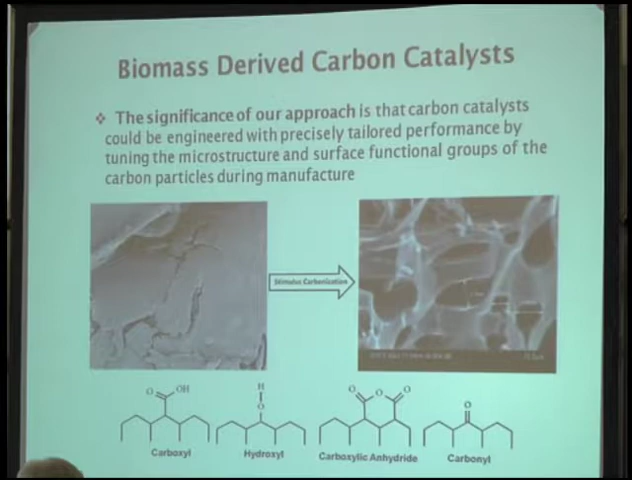 Biomass Derived Carbon Catalysts
❖ The significance of our approach is that carbon catalysts
could be engineered with precisely tailored performance by
tuning the microstructure and surface functional groups of the
carbon particles during manufacture
Stimulus Carbonization
O OH H O O O O
O
Carboxyl Hydroxyl Carboxylic Anhydride Carbonyl